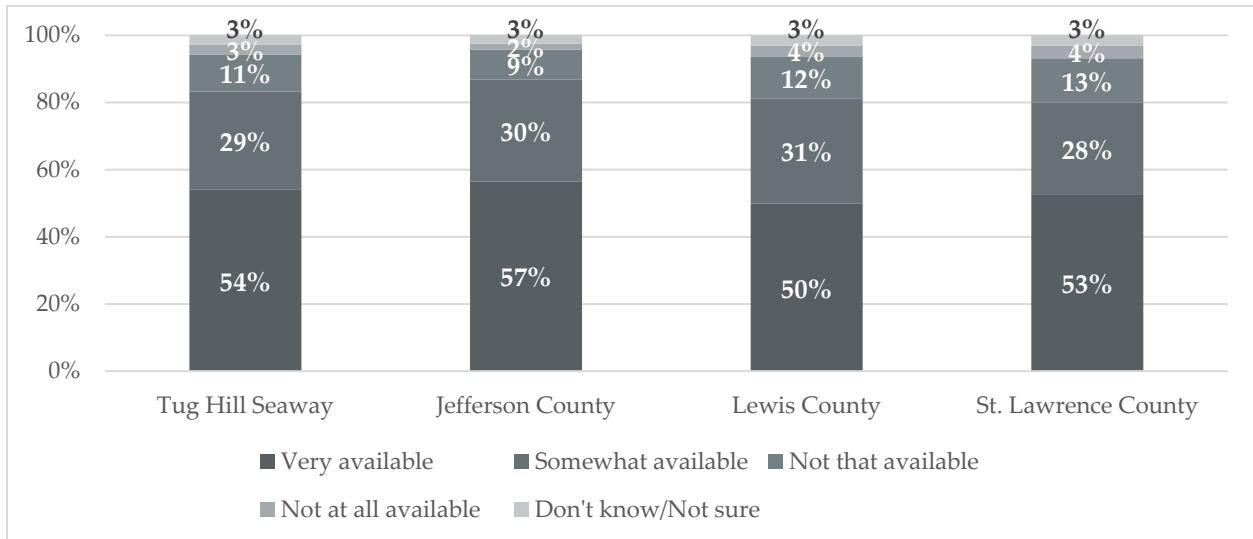 3% 3% 3% 3%
100%
3% 2% 4% 4%
11% 9% 12% 13%
80%
29% 30% 31% 28%
60%
40%
54% 57% 50% 53%
20%
0%
Tug Hill Seaway Jefferson County Lewis County St. Lawrence County
Very available Somewhat available Not that available
Not at all available Don't know/Not sure